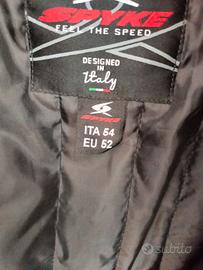 SPYKE
FEEL THE SPEED
DESIGNED
IN
Italy
SPYKE
ITA 54
EU 52
subito